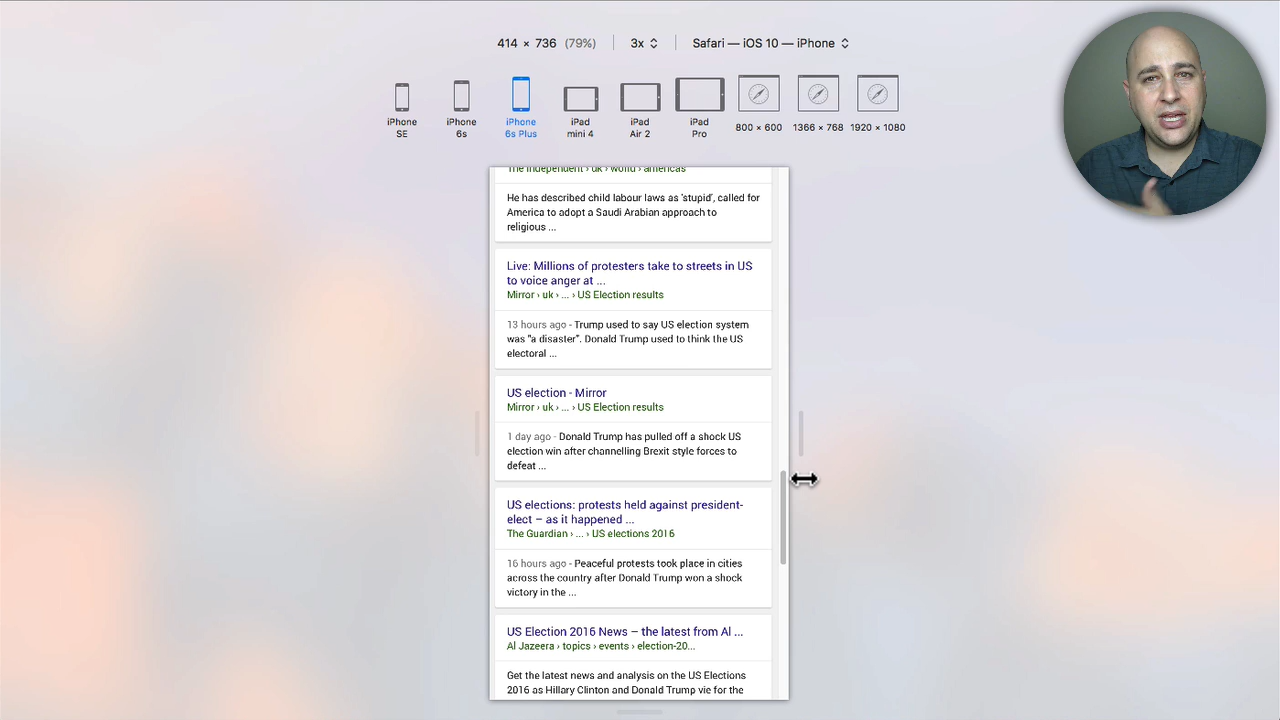 414 × 736 (79%)
3x
Safari — iOS 10 — iPhone
iPhone
SE
iPhone
6s
iPhone
6s Plus
iPad
mini 4
iPad
Air 2
iPad
Pro
800 × 600
1366 × 768
1920 × 1080
The Independent › uk › world › americas
He has described child labour laws as 'stupid', called for
America to adopt a Saudi Arabian approach to
religious ...
Live: Millions of protesters take to streets in US
to voice anger at ...
Mirror › uk › ... › US Election results
13 hours ago - Trump used to say US election system
was "a disaster". Donald Trump used to think the US
electoral ...
US election - Mirror
Mirror › uk › ... › US Election results
1 day ago - Donald Trump has pulled off a shock US
election win after channelling Brexit style forces to
defeat ...
US elections: protests held against president-
elect – as it happened ...
The Guardian › ... › US elections 2016
16 hours ago - Peaceful protests took place in cities
across the country after Donald Trump won a shock
victory in the ...
US Election 2016 News – the latest from Al ...
Al Jazeera › topics › events › election-20...
Get the latest news and analysis on the US Elections
2016 as Hillary Clinton and Donald Trump vie for the